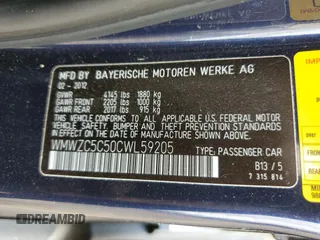 MFD BY BAYERISCHE MOTOREN WERKE AG
02 - 2012
GVWR 4145 lbs 1880 kg
GAWR FRONT 2205 lbs 1000 kg
GAWR REAR 2017 lbs 915 kg
THIS VEHICLE CONFORMS TO ALL APPLICABLE
U.S. FEDERAL MOTOR VEHICLE SAFETY, BUMPER
AND THEFT PREVENTION STANDARDS IN EFFECT
ON THE DATE OF MANUFACTURE SHOWN ABOVE.
WMWZC5C50CWL59205
TYPE: PASSENGER CAR
B13 / 5
7 315 814
DREAMBID
IMP